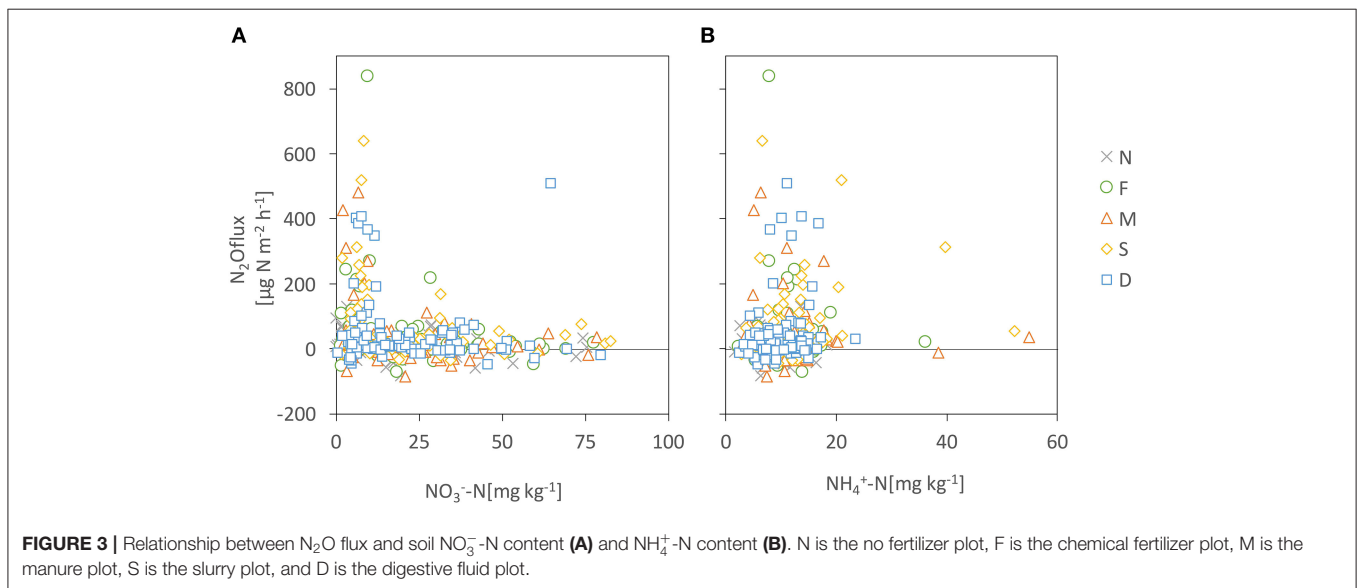 A
B
800
600
400
200
0
-200
N₂Oflux
[µg N m⁻² h⁻¹]
0 25 50 75 100
0 20 40 60
NO₃⁻-N[mg kg⁻¹]
NH₄⁺-N[mg kg⁻¹]
N
F
M
S
D
FIGURE 3 | Relationship between N₂O flux and soil NO₃⁻-N content (A) and NH₄⁺-N content (B). N is the no fertilizer plot, F is the chemical fertilizer plot, M is the
manure plot, S is the slurry plot, and D is the digestive fluid plot.